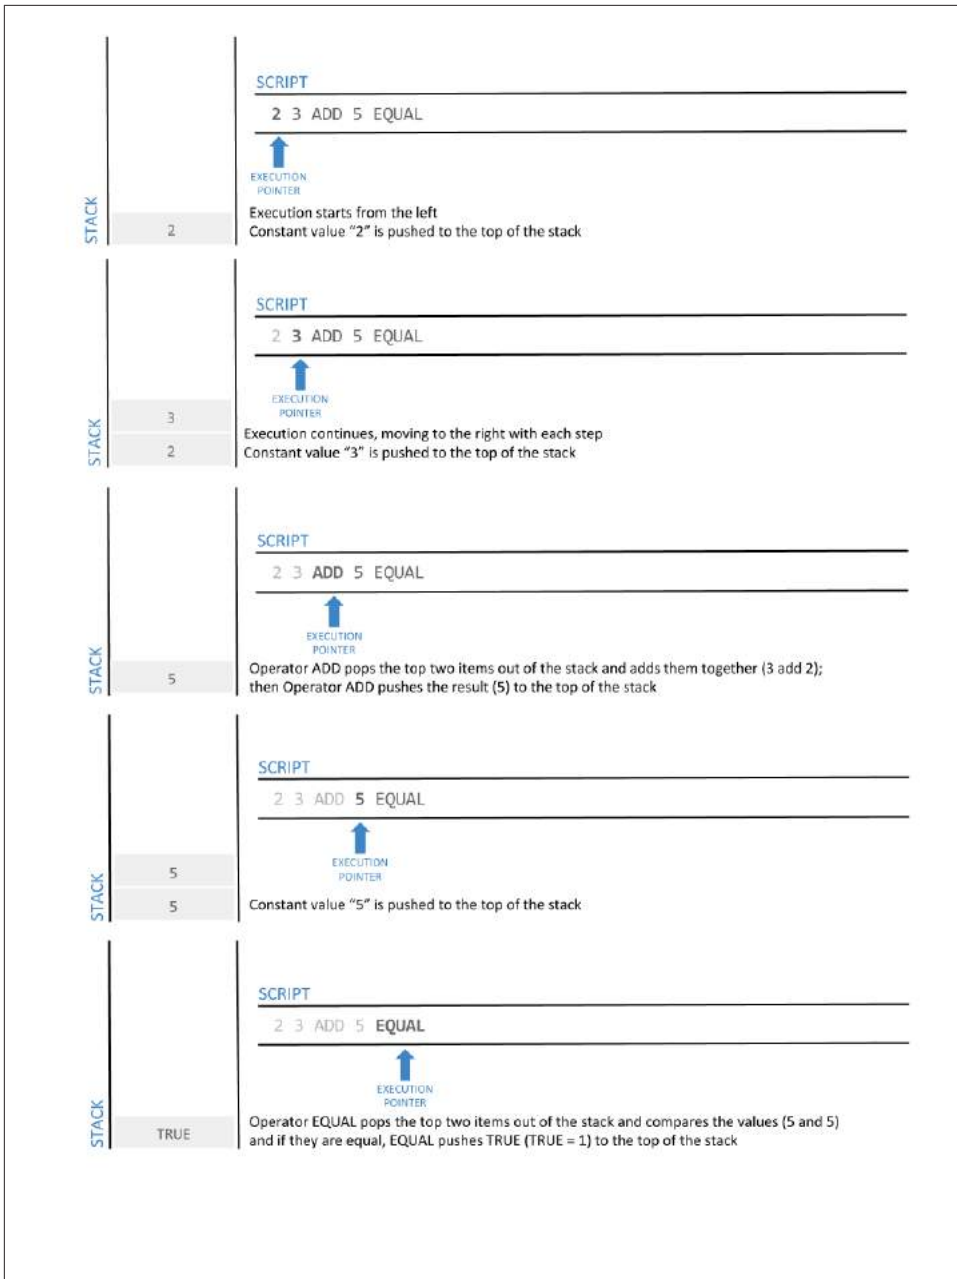 SCRIPT
2 3 ADD 5 EQUAL
EXECUTION
POINTER
STACK
2
Execution starts from the left
Constant value “2” is pushed to the top of the stack
SCRIPT
2 3 ADD 5 EQUAL
EXECUTION
POINTER
STACK
3
2
Execution continues, moving to the right with each step
Constant value “3” is pushed to the top of the stack
SCRIPT
2 3 ADD 5 EQUAL
EXECUTION
POINTER
STACK
5
Operator ADD pops the top two items out of the stack and adds them together (3 add 2);
then Operator ADD pushes the result (5) to the top of the stack
SCRIPT
2 3 ADD 5 EQUAL
EXECUTION
POINTER
STACK
5
5
Constant value “5” is pushed to the top of the stack
SCRIPT
2 3 ADD 5 EQUAL
EXECUTION
POINTER
STACK
TRUE
Operator EQUAL pops the top two items out of the stack and compares the values (5 and 5)
and if they are equal, EQUAL pushes TRUE (TRUE = 1) to the top of the stack